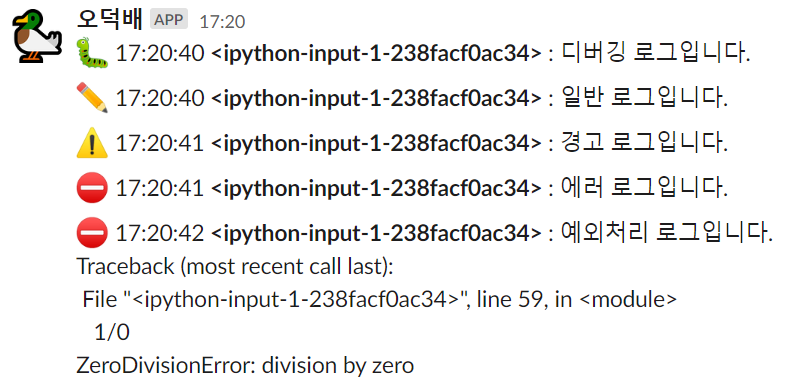 오덕배 APP 17:20
🐛 17:20:40 <ipython-input-1-238facf0ac34> : 디버깅 로그입니다.
✏️ 17:20:40 <ipython-input-1-238facf0ac34> : 일반 로그입니다.
⚠️ 17:20:41 <ipython-input-1-238facf0ac34> : 경고 로그입니다.
⛔ 17:20:41 <ipython-input-1-238facf0ac34> : 에러 로그입니다.
⛔ 17:20:42 <ipython-input-1-238facf0ac34> : 예외처리 로그입니다.
Traceback (most recent call last):
File "<ipython-input-1-238facf0ac34>", line 59, in <module>
1/0
ZeroDivisionError: division by zero